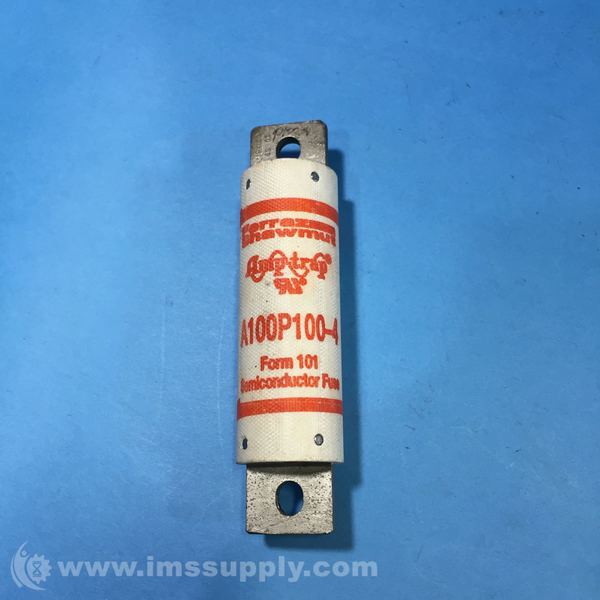 Ferraz
Shawmut
Amp-trap®
A100P100-4
Form 101
Semiconductor Fuse
www.imssupply.com